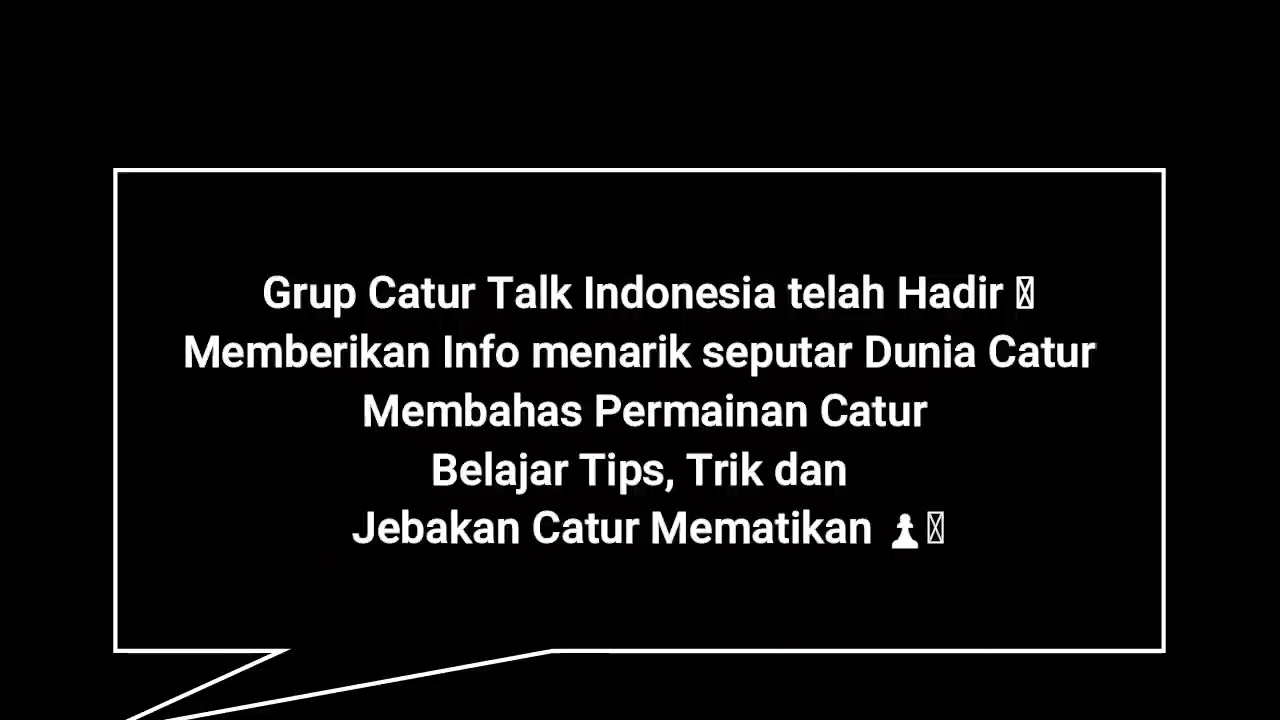 Grup Catur Talk Indonesia telah Hadir
Memberikan Info menarik seputar Dunia Catur
Membahas Permainan Catur
Belajar Tips, Trik dan
Jebakan Catur Mematikan ♟